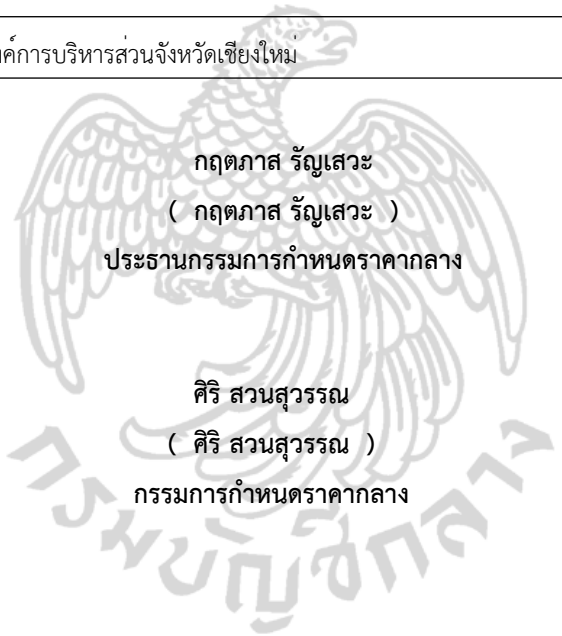 ค์การบริหารส่วนจังหวัดเชียงใหม่
กฤตภาส รัญเสวะ
( กฤตภาส รัญเสวะ )
ประธานกรรมการกำหนดราคากลาง
ศิริ สวนสุวรรณ
( ศิริ สวนสุวรรณ )
กรรมการกำหนดราคากลาง
กรมบัญชีกลาง